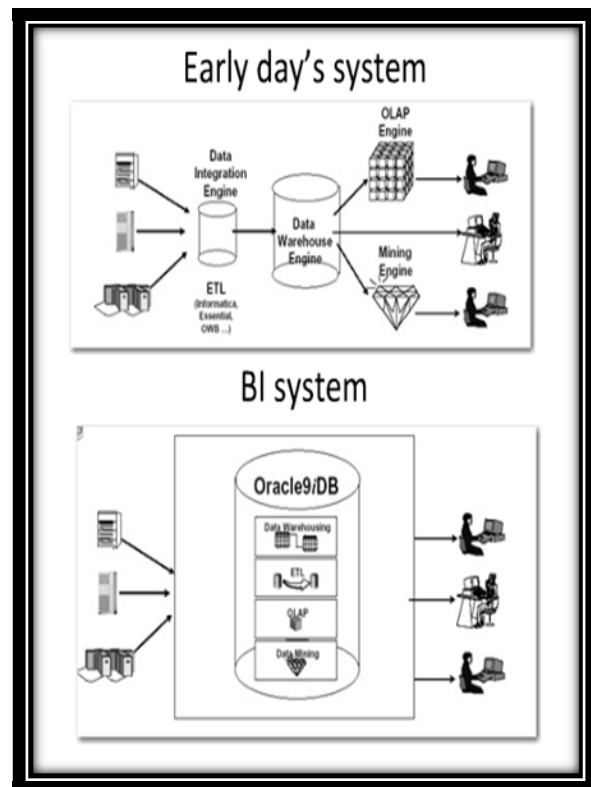 Early day's system
OLAP
Engine
Data
Integration
Engine
Data
Warehouse
Engine
Mining
Engine
ETL
(Informatica,
Essential,
OWB ...)
BI system
Oracle9iDB
Data Warehousing
ETL
OLAP
Data Mining